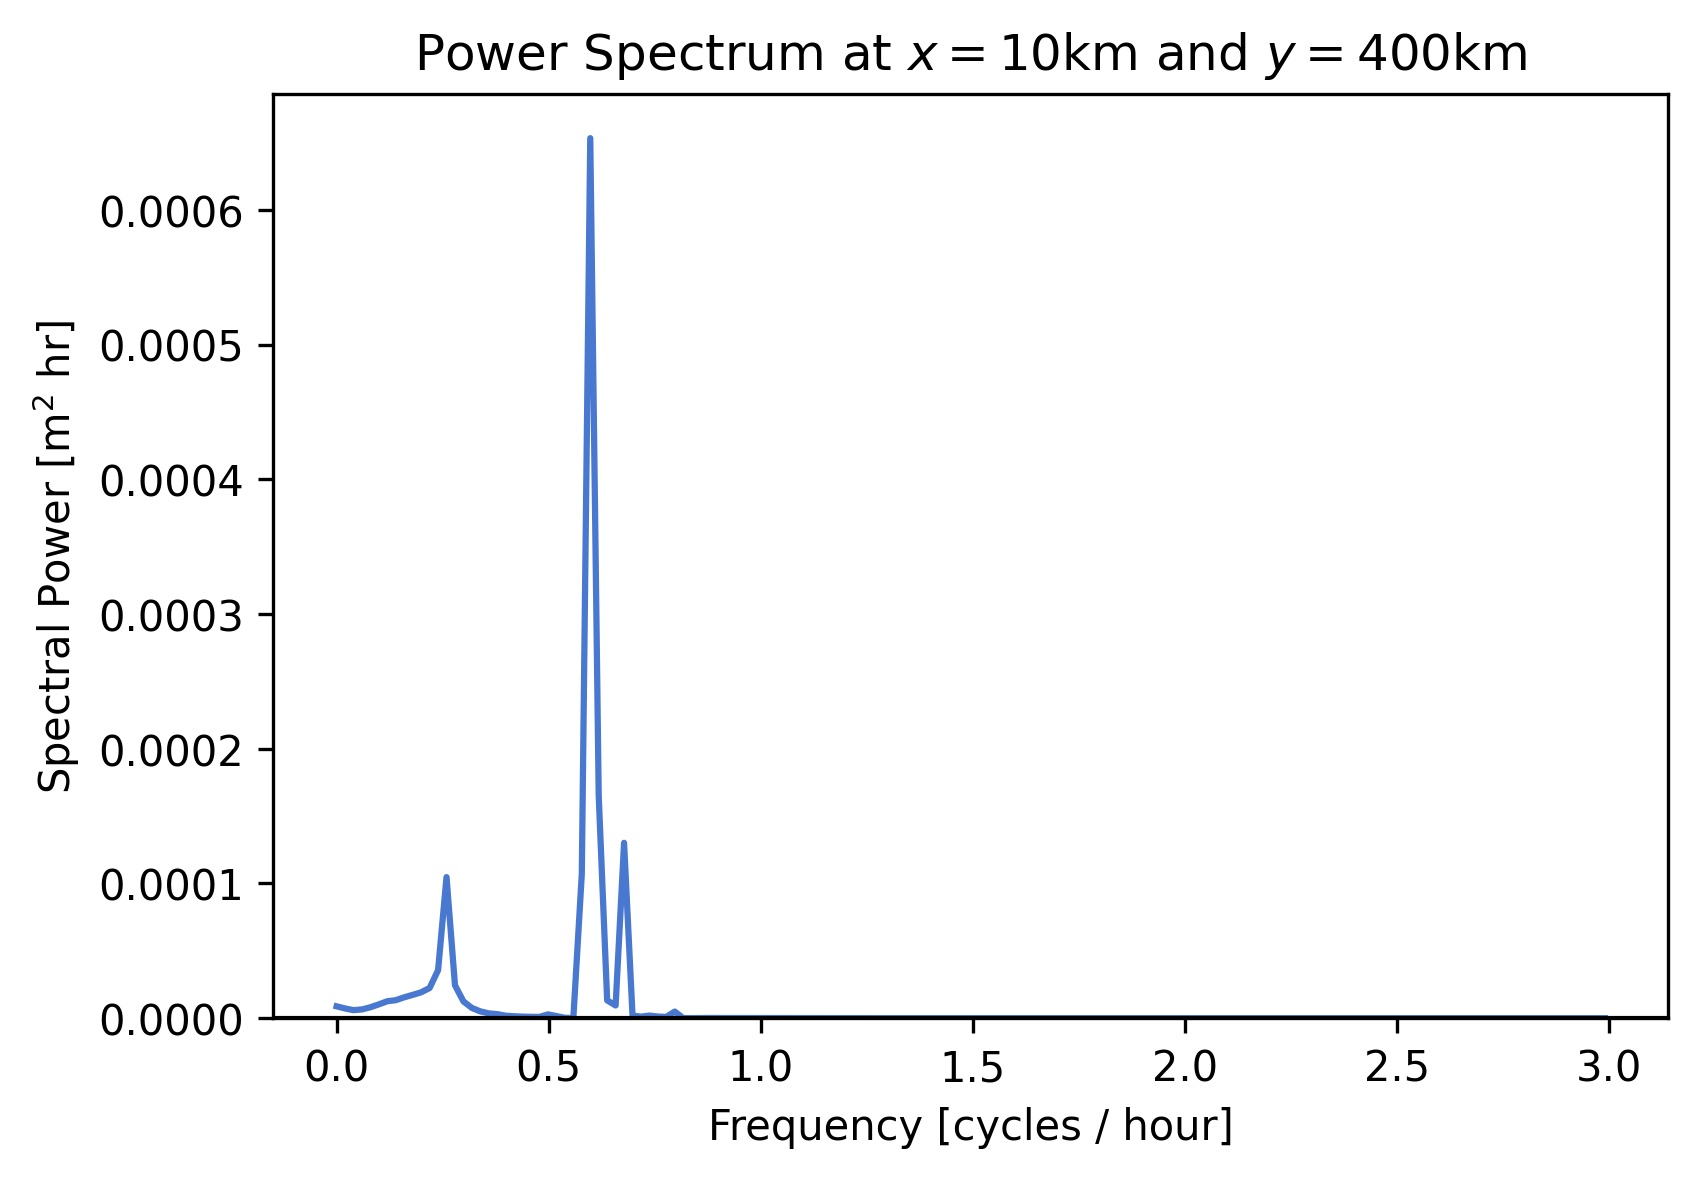 Power Spectrum at x = 10km and y = 400km
Spectral Power [m² hr]
0.0006
0.0005
0.0004
0.0003
0.0002
0.0001
0.0000
0.0 0.5 1.0 1.5 2.0 2.5 3.0
Frequency [cycles / hour]